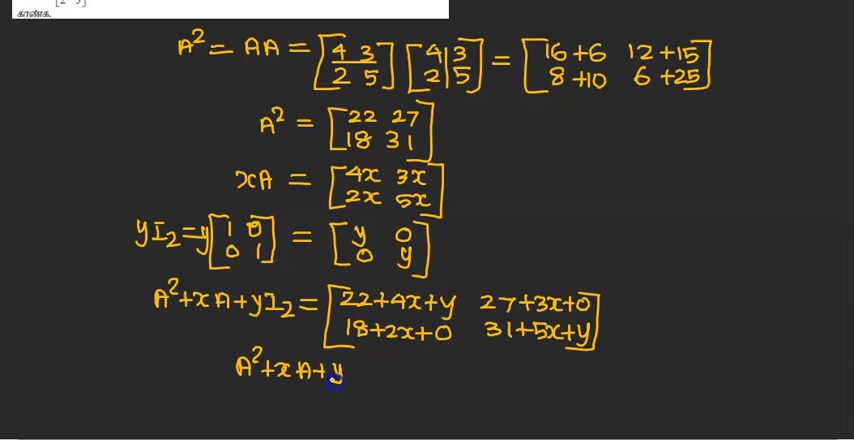 [2 5]
காண்க.
A² = AA = [4 3 2 5] [4 3 2 5] = [16+6 12+15 8+10 6+25]
A² = [22 27 18 31]
xA = [4x 3x 2x 5x]
yI₂=y[1 0 0 1] = [y 0 0 y]
A²+xA+yI₂= [22+4x+y 27+3x+0 18+2x+0 31+5x+y]
A²+xA+y